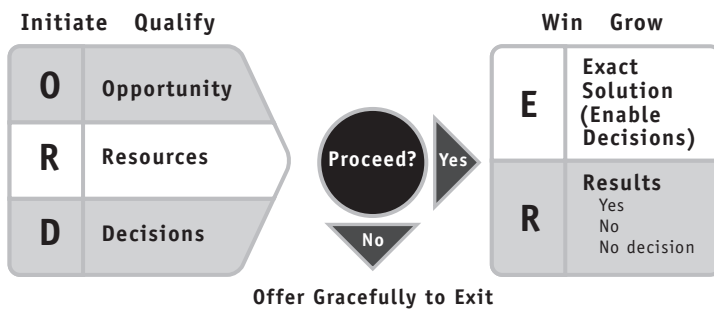 Initiate Qualify
O Opportunity
R Resources
D Decisions
Proceed?
Yes
No
Offer Gracefully to Exit
Win Grow
E
Exact
Solution
(Enable
Decisions)
R
Results
Yes
No
No decision